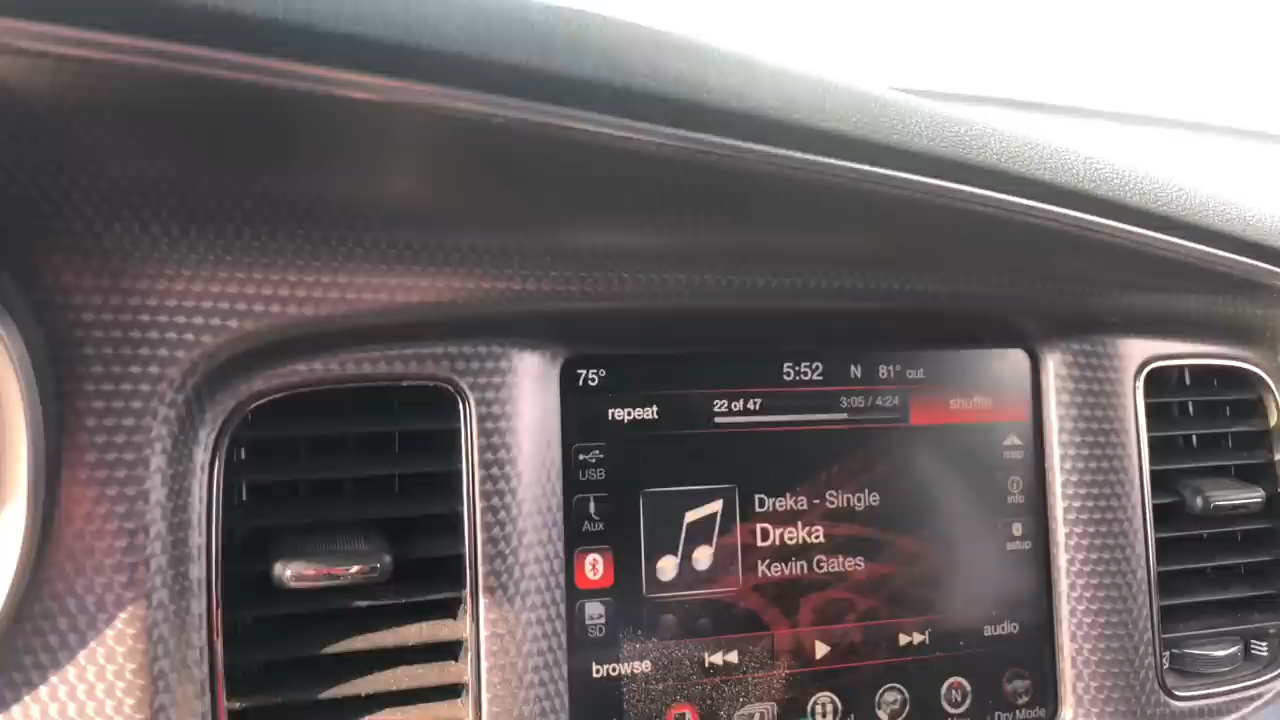 75° 5:52 N 81° out
repeat 22 of 47 3:05 / 4:24 shuffle
USB
map
Aux
info
setup
SD
Dreka - Single
Dreka
Kevin Gates
browse audio
N
Dry Mode